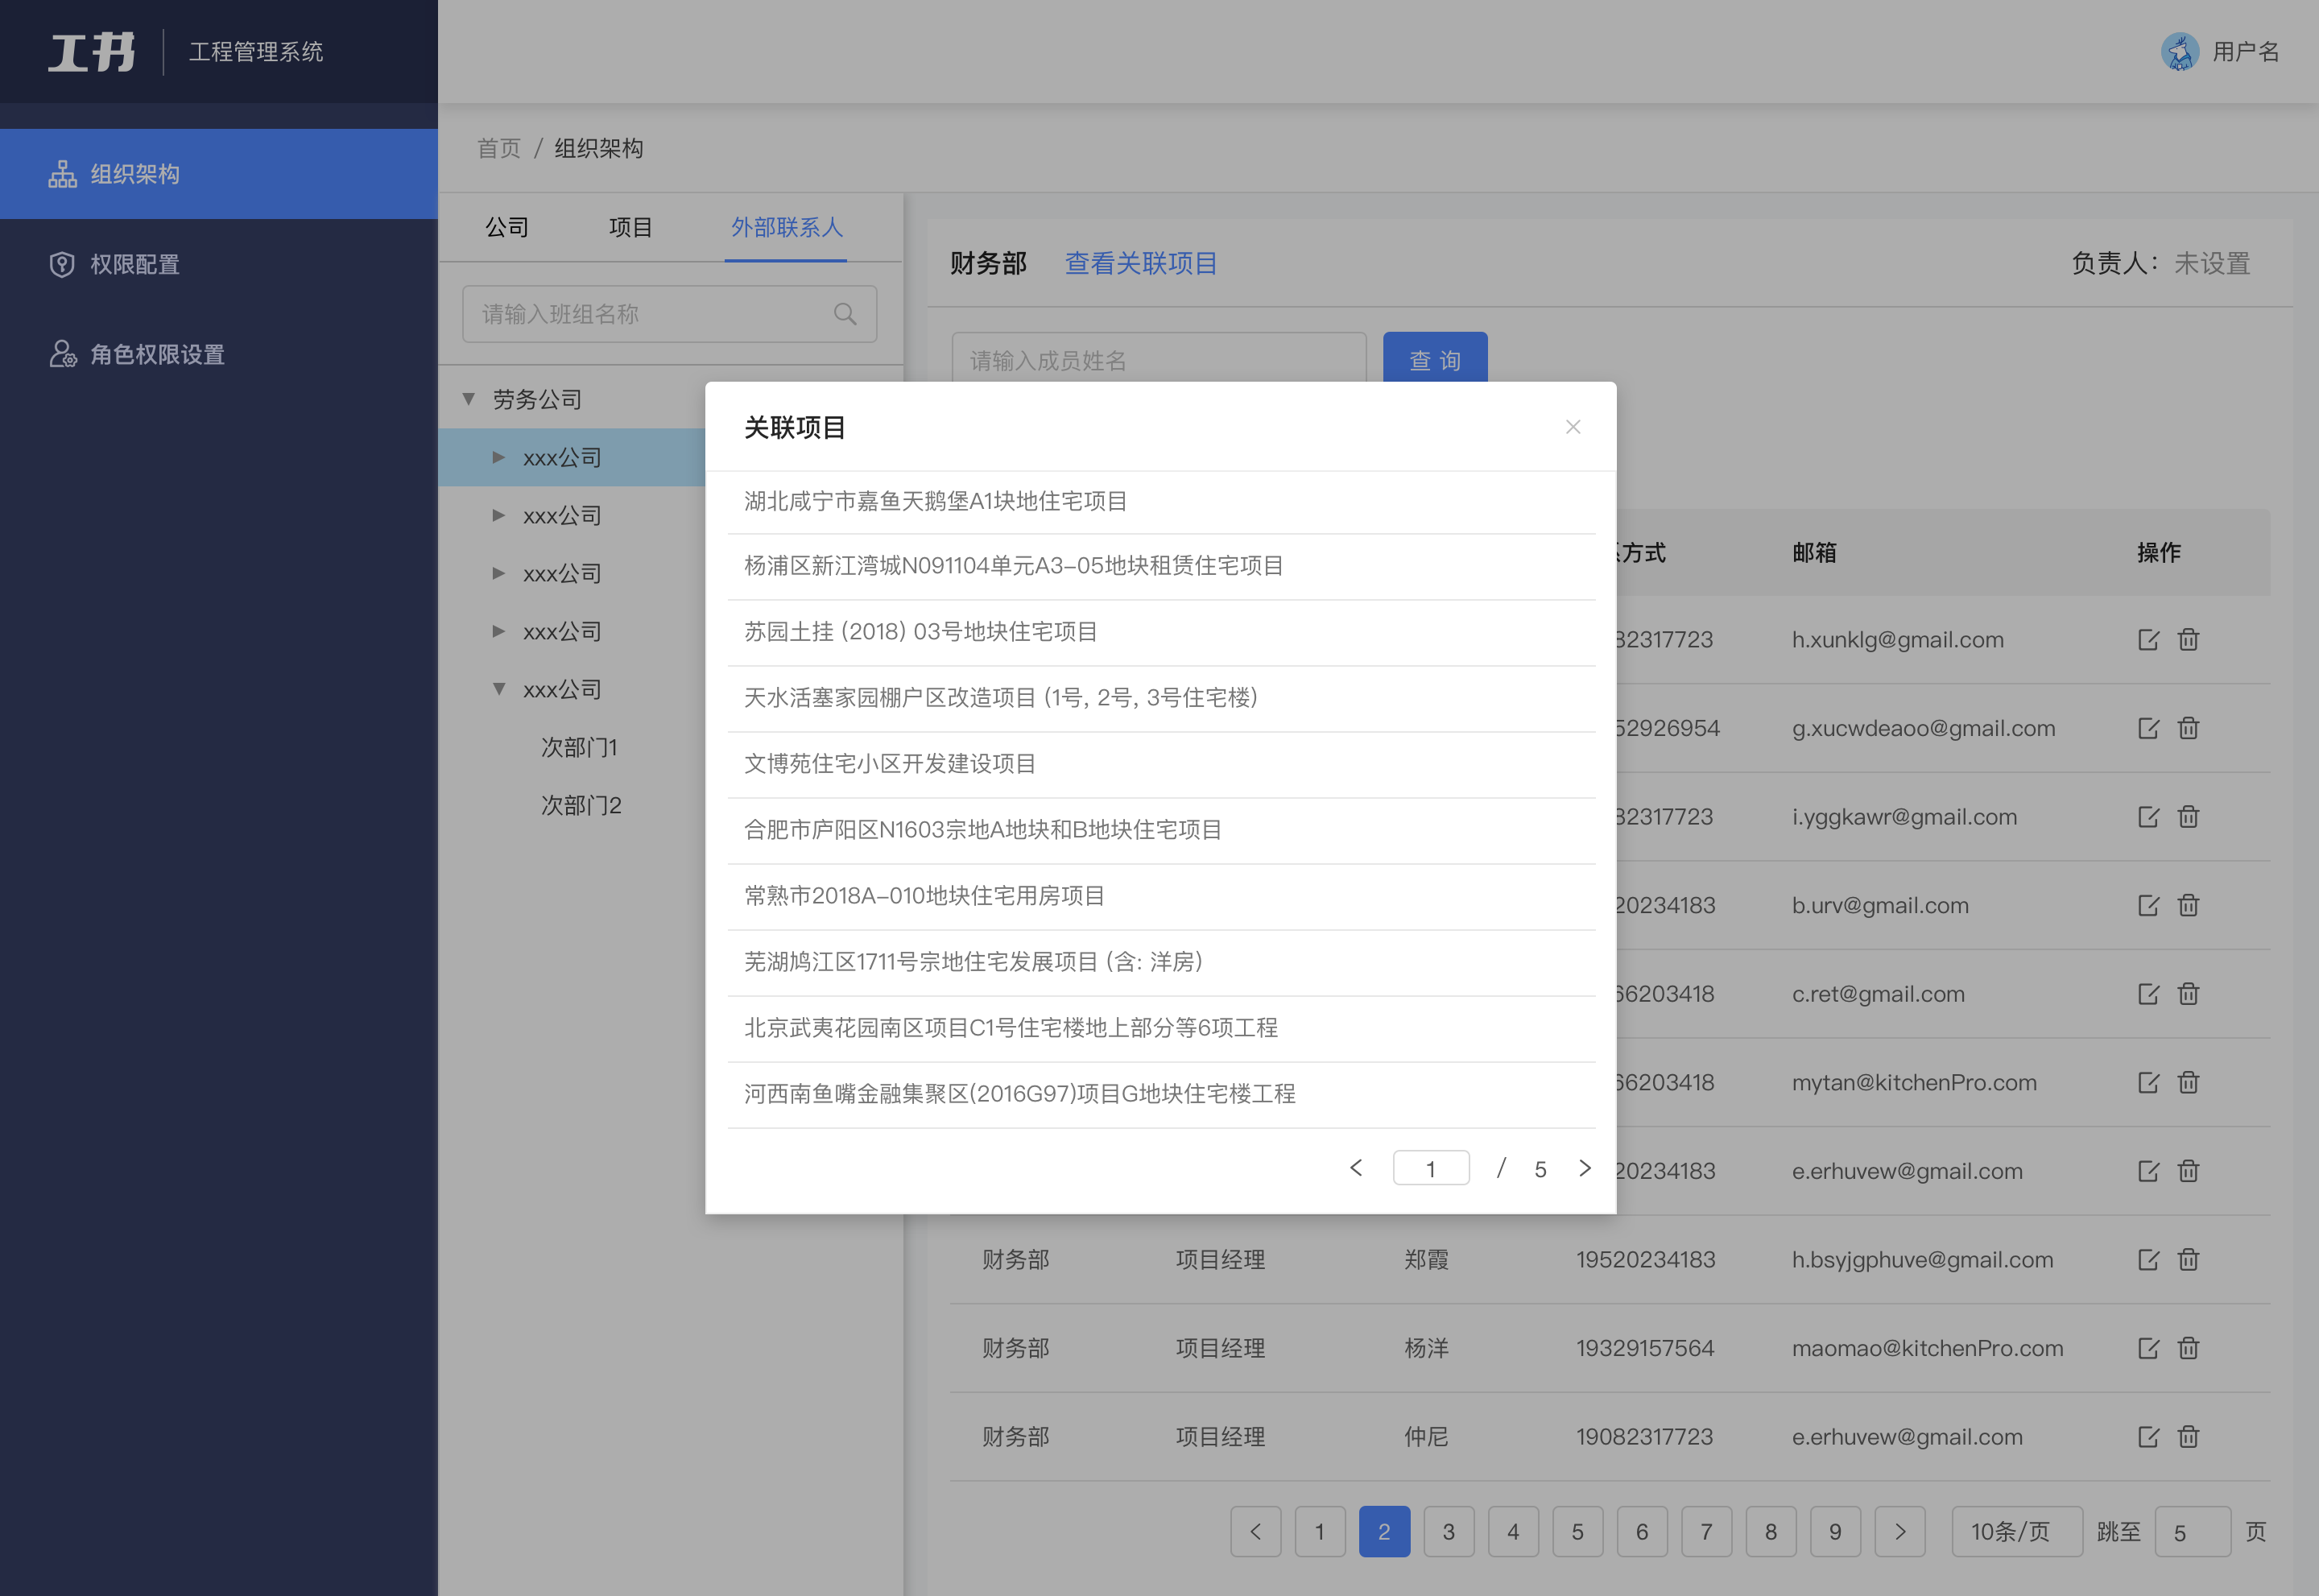 工书 工程管理系统
用户名
组织架构
权限配置
角色权限设置
首页 / 组织架构
公司 项目 外部联系人
请输入班组名称
劳务公司
xxx公司
xxx公司
xxx公司
xxx公司
xxx公司
次部门1
次部门2
财务部 查看关联项目 负责人：未设置
请输入成员姓名 查 询
关联项目
湖北咸宁市嘉鱼天鹅堡A1块地住宅项目
杨浦区新江湾城N091104单元A3-05地块租赁住宅项目
苏园土挂 (2018) 03号地块住宅项目
天水活塞家园棚户区改造项目 (1号, 2号, 3号住宅楼)
文博苑住宅小区开发建设项目
合肥市庐阳区N1603宗地A地块和B地块住宅项目
常熟市2018A-010地块住宅用房项目
芜湖鸠江区1711号宗地住宅发展项目 (含: 洋房)
北京武夷花园南区项目C1号住宅楼地上部分等6项工程
河西南鱼嘴金融集聚区(2016G97)项目G地块住宅楼工程
< 1 / 5 >
方式 邮箱 操作
82317723 h.xunklg@gmail.com
52926954 g.xucwdeaoo@gmail.com
82317723 i.yggkawr@gmail.com
20234183 b.urv@gmail.com
66203418 c.ret@gmail.com
66203418 mytan@kitchenPro.com
20234183 e.erhuvew@gmail.com
财务部 项目经理 郑霞 19520234183 h.bsyjgphuve@gmail.com
财务部 项目经理 杨洋 19329157564 maomao@kitchenPro.com
财务部 项目经理 仲尼 19082317723 e.erhuvew@gmail.com
< 1 2 3 4 5 6 7 8 9 > 10条/页 跳至 5 页